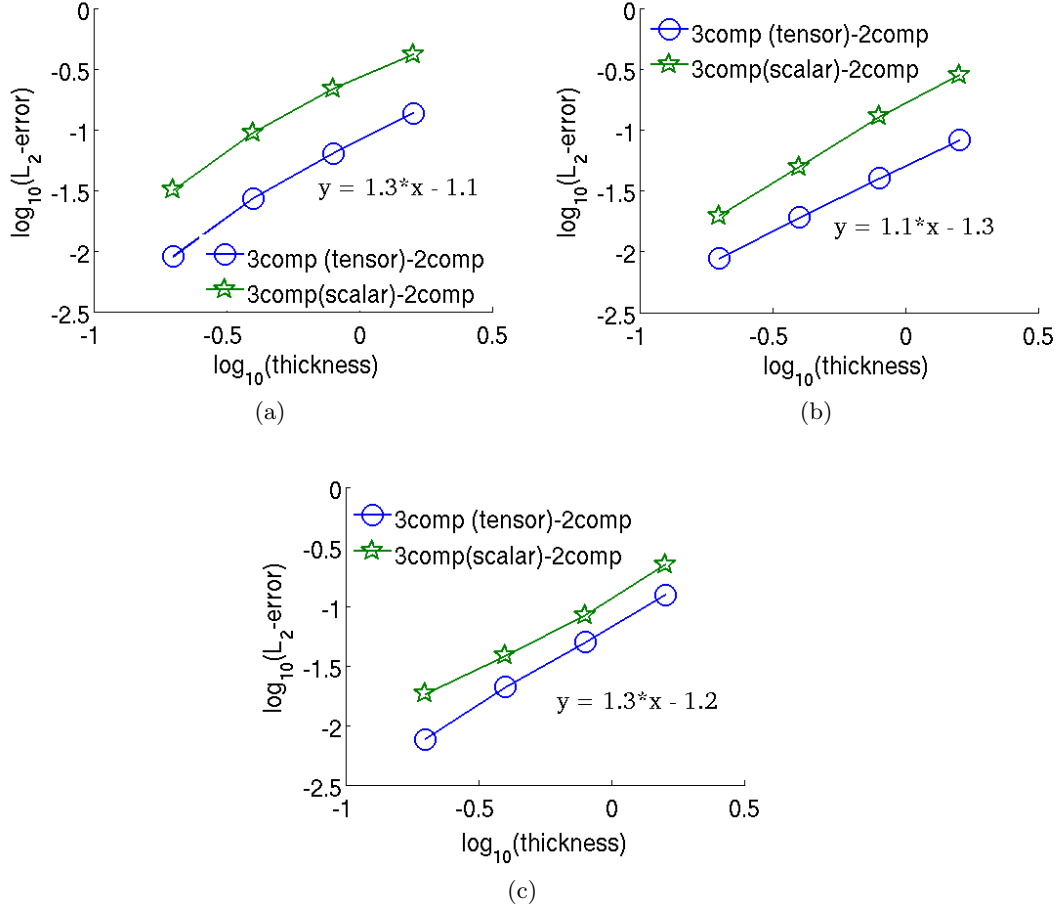 0
-0.5
-1
-1.5
-2
-2.5
-1
-0.5
0
0.5
log10(L2-error)
log10(thickness)
y = 1.3*x - 1.1
3comp (tensor)-2comp
3comp(scalar)-2comp
(a)
0
-0.5
-1
-1.5
-2
-2.5
-1
-0.5
0
0.5
log10(L2-error)
log10(thickness)
3comp (tensor)-2comp
3comp(scalar)-2comp
y = 1.1*x - 1.3
(b)
0
-0.5
-1
-1.5
-2
-2.5
-1
-0.5
0
0.5
log10(L2-error)
log10(thickness)
3comp (tensor)-2comp
3comp(scalar)-2comp
y = 1.3*x - 1.2
(c)